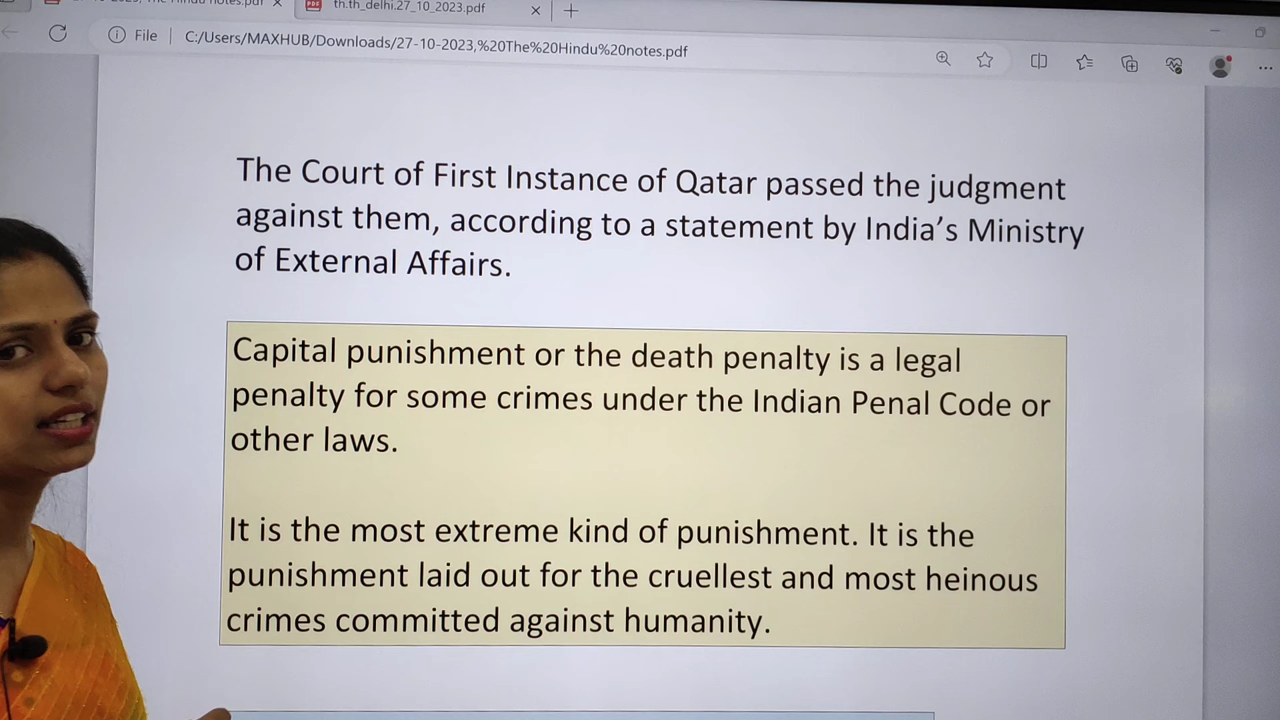 th.th_delhi.27_10_2023.pdf
File C:/Users/MAXHUB/Downloads/27-10-2023,%20The%20Hindu%20notes.pdf
The Court of First Instance of Qatar passed the judgment
against them, according to a statement by India's Ministry
of External Affairs.
Capital punishment or the death penalty is a legal
penalty for some crimes under the Indian Penal Code or
other laws.
It is the most extreme kind of punishment. It is the
punishment laid out for the cruellest and most heinous
crimes committed against humanity.